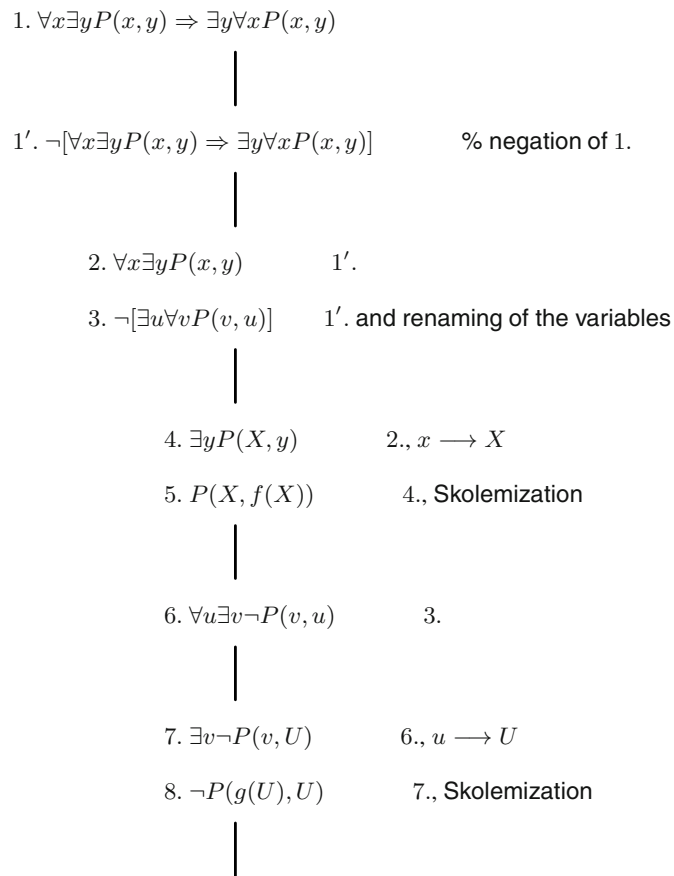 1. ∀x∃yP(x, y) ⇒ ∃y∀xP(x, y)
1′. ¬[∀x∃yP(x, y) ⇒ ∃y∀xP(x, y)] % negation of 1.
2. ∀x∃yP(x, y) 1′.
3. ¬[∃u∀vP(v, u)] 1′. and renaming of the variables
4. ∃yP(X, y) 2., x ⟶ X
5. P(X, f(X)) 4., Skolemization
6. ∀u∃v¬P(v, u) 3.
7. ∃v¬P(v, U) 6., u ⟶ U
8. ¬P(g(U), U) 7., Skolemization